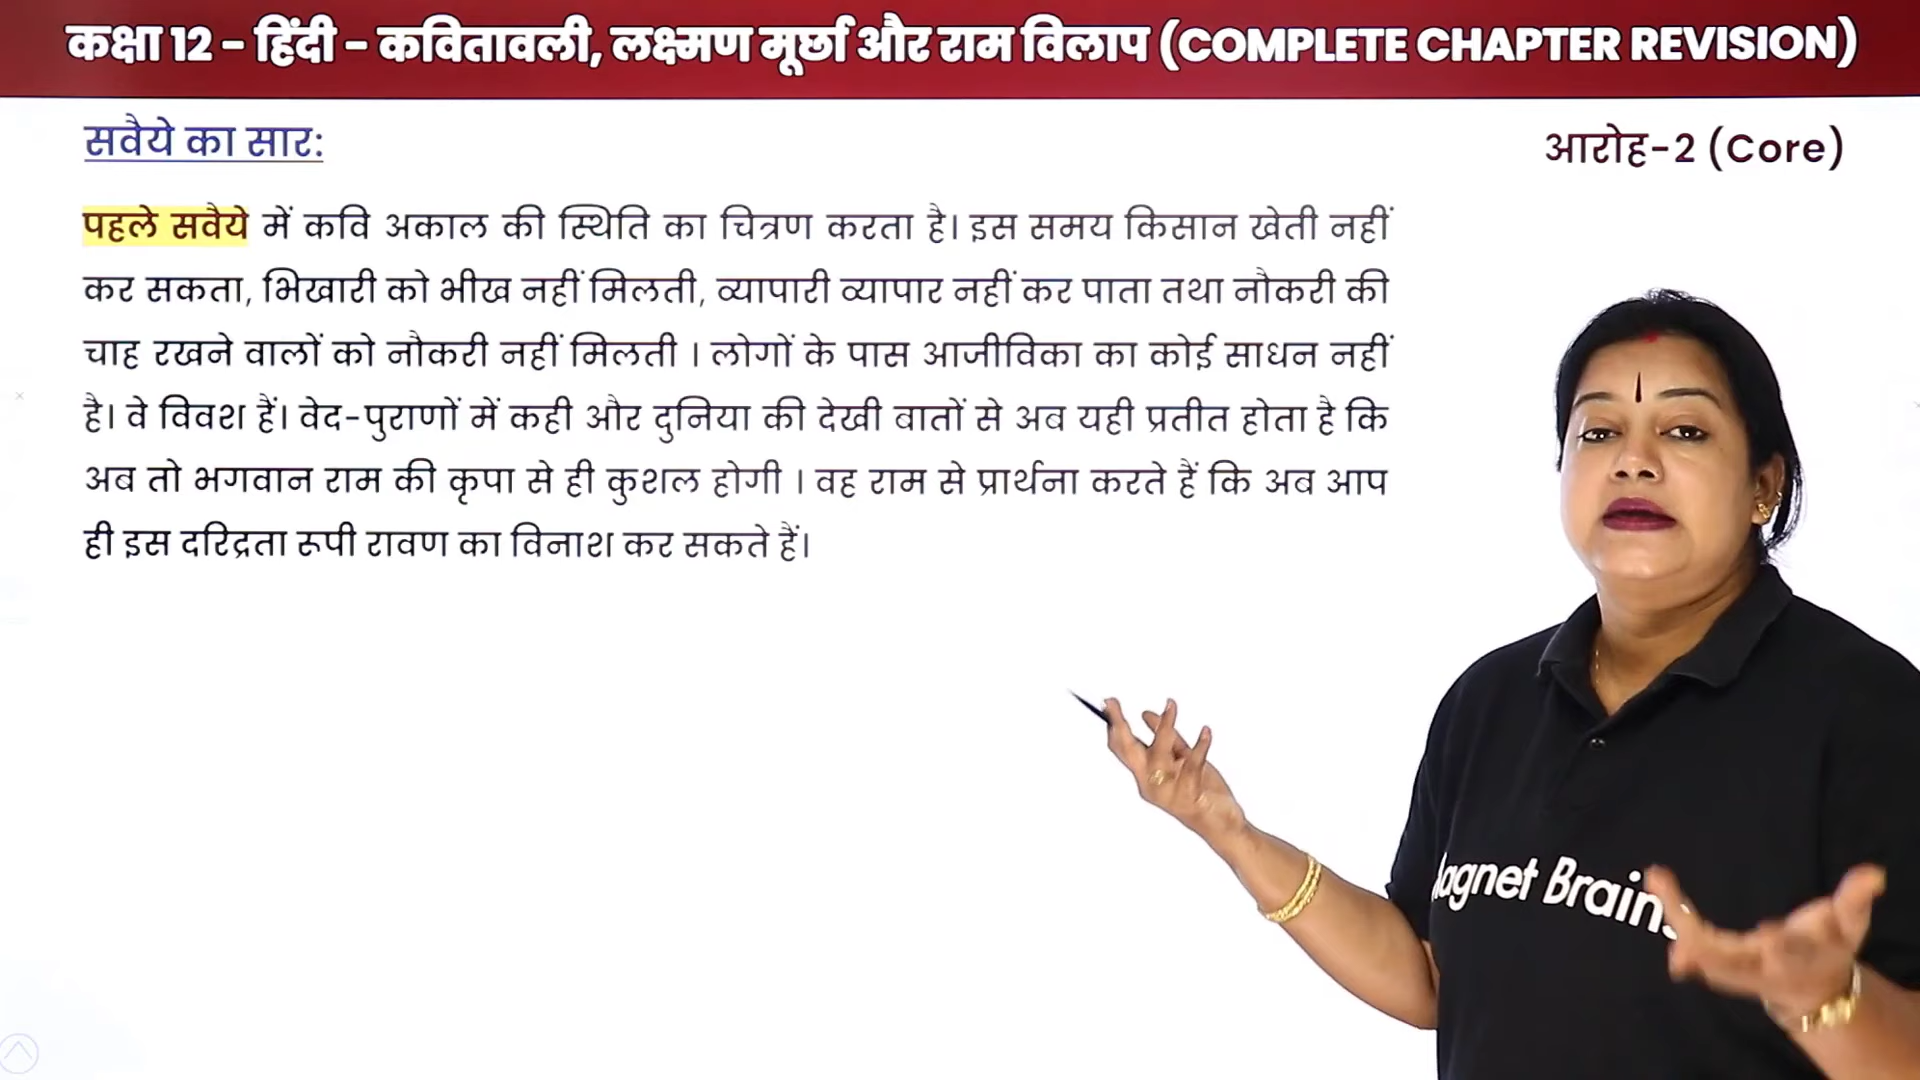 कक्षा 12 - हिंदी - कवितावली, लक्ष्मण मूर्छा और राम विलाप (COMPLETE CHAPTER REVISION)
सवैये का सार:
आरोह-2 (Core)
पहले सवैये में कवि अकाल की स्थिति का चित्रण करता है। इस समय किसान खेती नहीं
कर सकता, भिखारी को भीख नहीं मिलती, व्यापारी व्यापार नहीं कर पाता तथा नौकरी की
चाह रखने वालों को नौकरी नहीं मिलती । लोगों के पास आजीविका का कोई साधन नहीं
है। वे विवश हैं। वेद-पुराणों में कही और दुनिया की देखी बातों से अब यही प्रतीत होता है कि
अब तो भगवान राम की कृपा से ही कुशल होगी । वह राम से प्रार्थना करते हैं कि अब आप
ही इस दरिद्रता रूपी रावण का विनाश कर सकते हैं।
agnet Brains